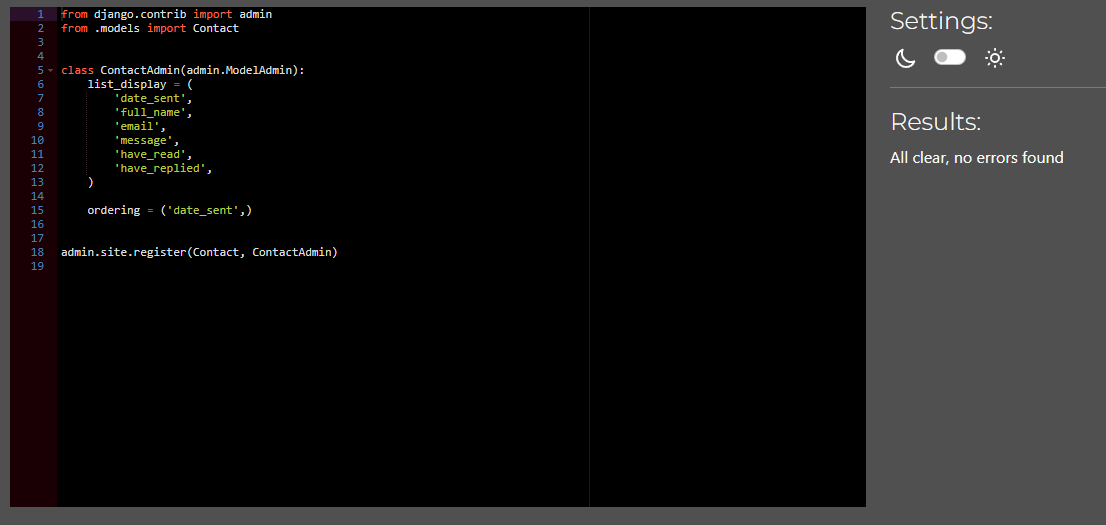 1 from django.contrib import admin
2 from .models import Contact
3
4
5 class ContactAdmin(admin.ModelAdmin):
6     list_display = (
7         'date_sent',
8         'full_name',
9         'email',
10         'message',
11         'have_read',
12         'have_replied',
13     )
14
15     ordering = ('date_sent',)
16
17
18 admin.site.register(Contact, ContactAdmin)
19
Settings:
Results:
All clear, no errors found